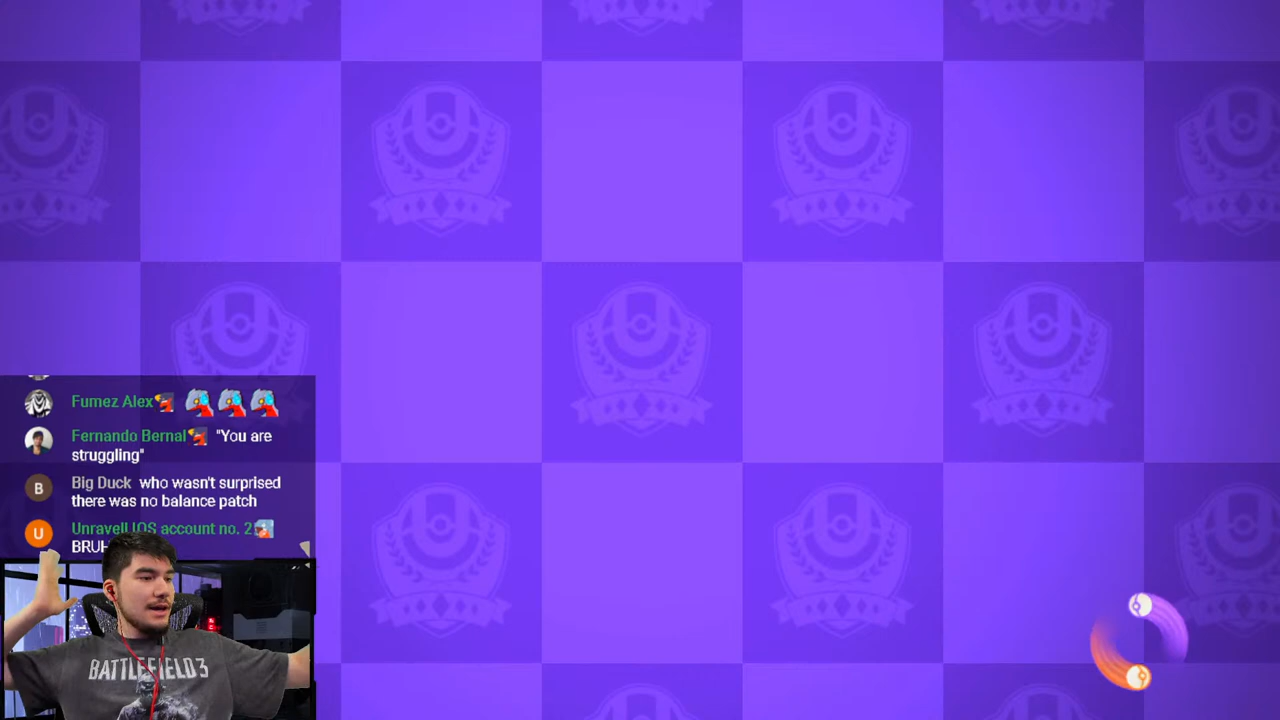 Fumez Alex
Fernando Bernal "You are
struggling"
Big Duck who wasn't surprised
there was no balance patch
Unravell IOS account no. 2
BRUH
BATTLEFIELD 3